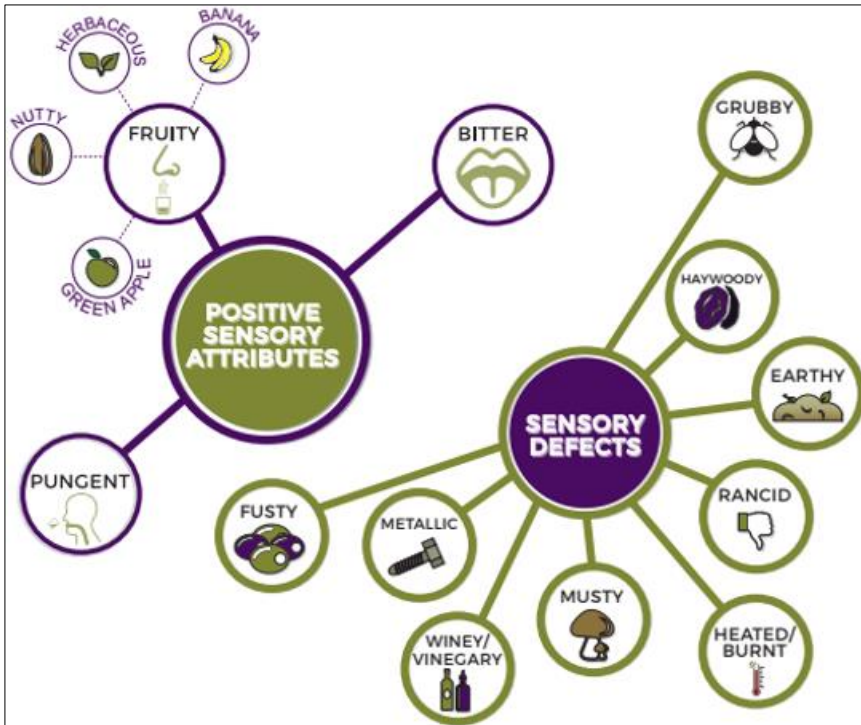 HERBACEOUS
BANANA
NUTTY
FRUITY
GREEN APPLE
BITTER
POSITIVE
SENSORY
ATTRIBUTES
PUNGENT
GRUBBY
HAYWOODY
EARTHY
SENSORY
DEFECTS
RANCID
FUSTY
METALLIC
MUSTY
WINEY/
VINEGARY
HEATED/
BURNT